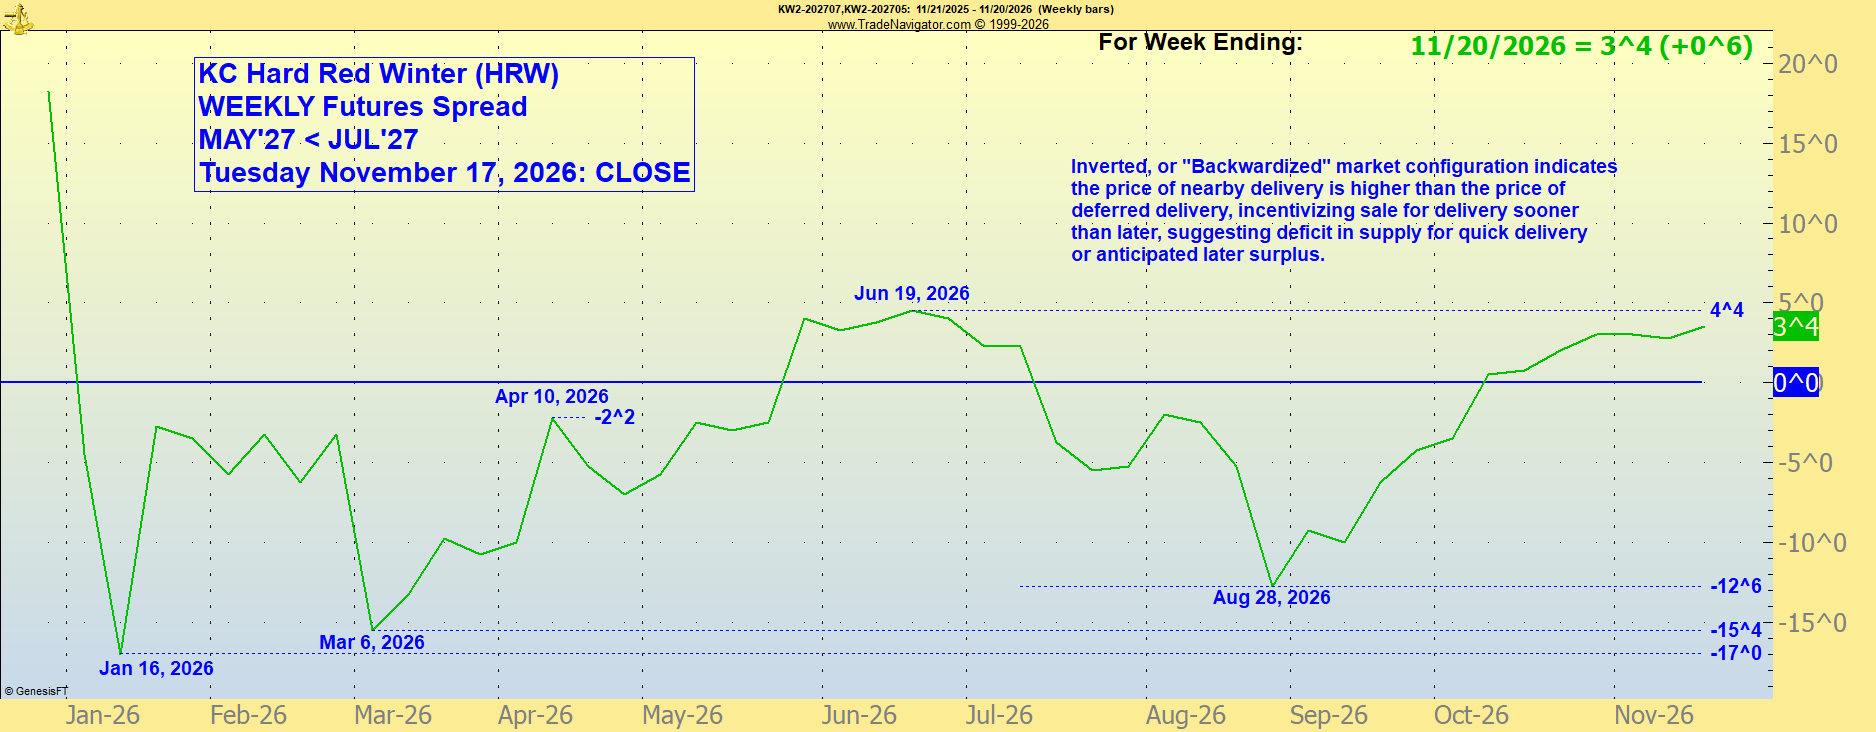 KW2-202707,KW2-202705: 11/21/2025 - 11/20/2026 (Weekly bars)
www.TradeNavigator.com © 1999-2026
For Week Ending:
11/20/2026 = 3^4 (+0^6)
KC Hard Red Winter (HRW)
WEEKLY Futures Spread
MAY'27 < JUL'27
Tuesday November 17, 2026: CLOSE
Inverted, or "Backwardized" market configuration indicates
the price of nearby delivery is higher than the price of
deferred delivery, incentivizing sale for delivery sooner
than later, suggesting deficit in supply for quick delivery
or anticipated later surplus.
20^0
15^0
10^0
5^0
3^4
0^0
-5^0
-10^0
-15^0
Jun 19, 2026
4^4
Apr 10, 2026
-2^2
-12^6
Aug 28, 2026
-15^4
Mar 6, 2026
-17^0
Jan 16, 2026
© GenesisFT
Jan-26
Feb-26
Mar-26
Apr-26
May-26
Jun-26
Jul-26
Aug-26
Sep-26
Oct-26
Nov-26